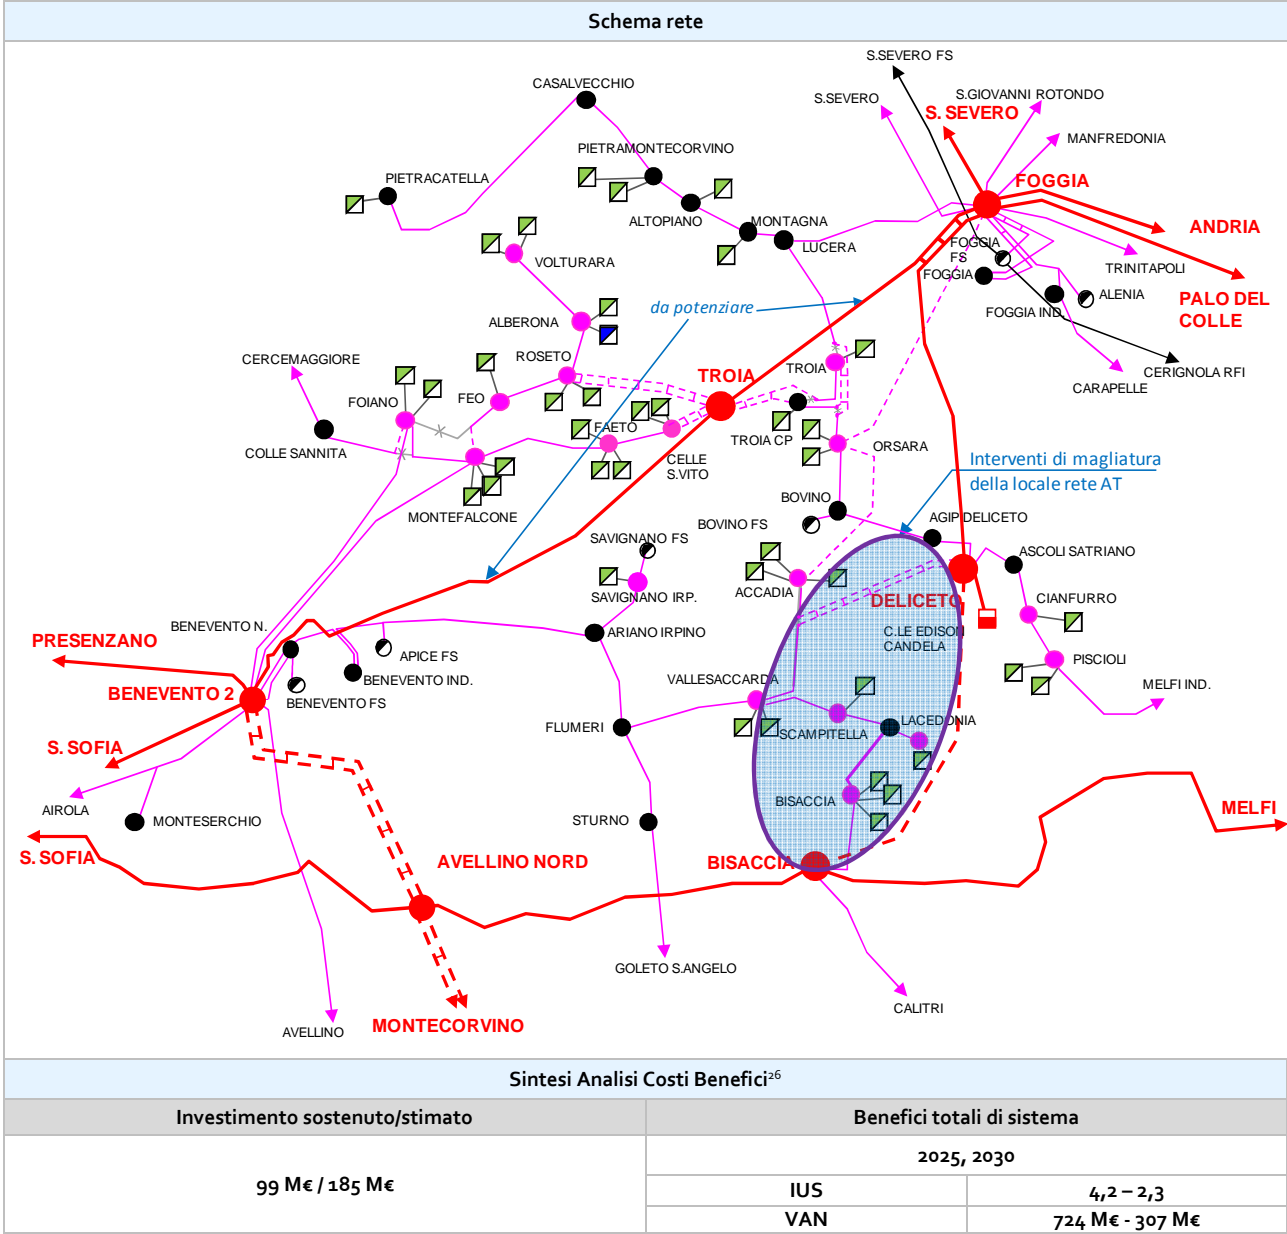 Schema rete
S.SEVERO FS
CASALVECCHIO
S.SEVERO
S.GIOVANNI ROTONDO
S. SEVERO
MANFREDONIA
PIETRAMONTECORVINO
PIETRACATELLA
FOGGIA
ALTOPIANO
MONTAGNA
LUCERA
ANDRIA
FOGGIA
FS
VOLTURARA
TRINITAPOLI
FOGGIA
ALENIA
PALO DEL
COLLE
da potenziare
FOGGIA IND.
ALBERONA
CERCEMAGGIORE
ROSETO
TROIA
TROIA
CERIGNOLA RFI
CARAPELLE
FOIANO
FEO
FAETO
TROIA CP
ORSARA
COLLE SANNITA
CELLE
S.VITO
Interventi di magliatura
della locale rete AT
MONTEFALCONE
BOVINO
BOVINO FS
AGIP DELICETO
SAVIGNANO FS
ASCOLI SATRIANO
ACCADIA
DELICETO
CIANFURRO
SAVIGNANO IRP.
BENEVENTO N.
ARIANO IRPINO
C.LE EDISON
CANDELA
PRESENZANO
APICE FS
BENEVENTO IND.
PISCIOLI
BENEVENTO 2
BENEVENTO FS
VALLESACCARDA
MELFI IND.
FLUMERI
SCAMPITELLA
LACEDONIA
S. SOFIA
AIROLA
MONTESERCHIO
STURNO
BISACCIA
MELFI
S. SOFIA
AVELLINO NORD
BISACCIA
GOLETO S.ANGELO
CALITRI
AVELLINO
MONTECORVINO
Sintesi Analisi Costi Benefici26
Investimento sostenuto/stimato
Benefici totali di sistema
99 M€ / 185 M€
2025, 2030
IUS
4,2 – 2,3
VAN
724 M€ - 307 M€